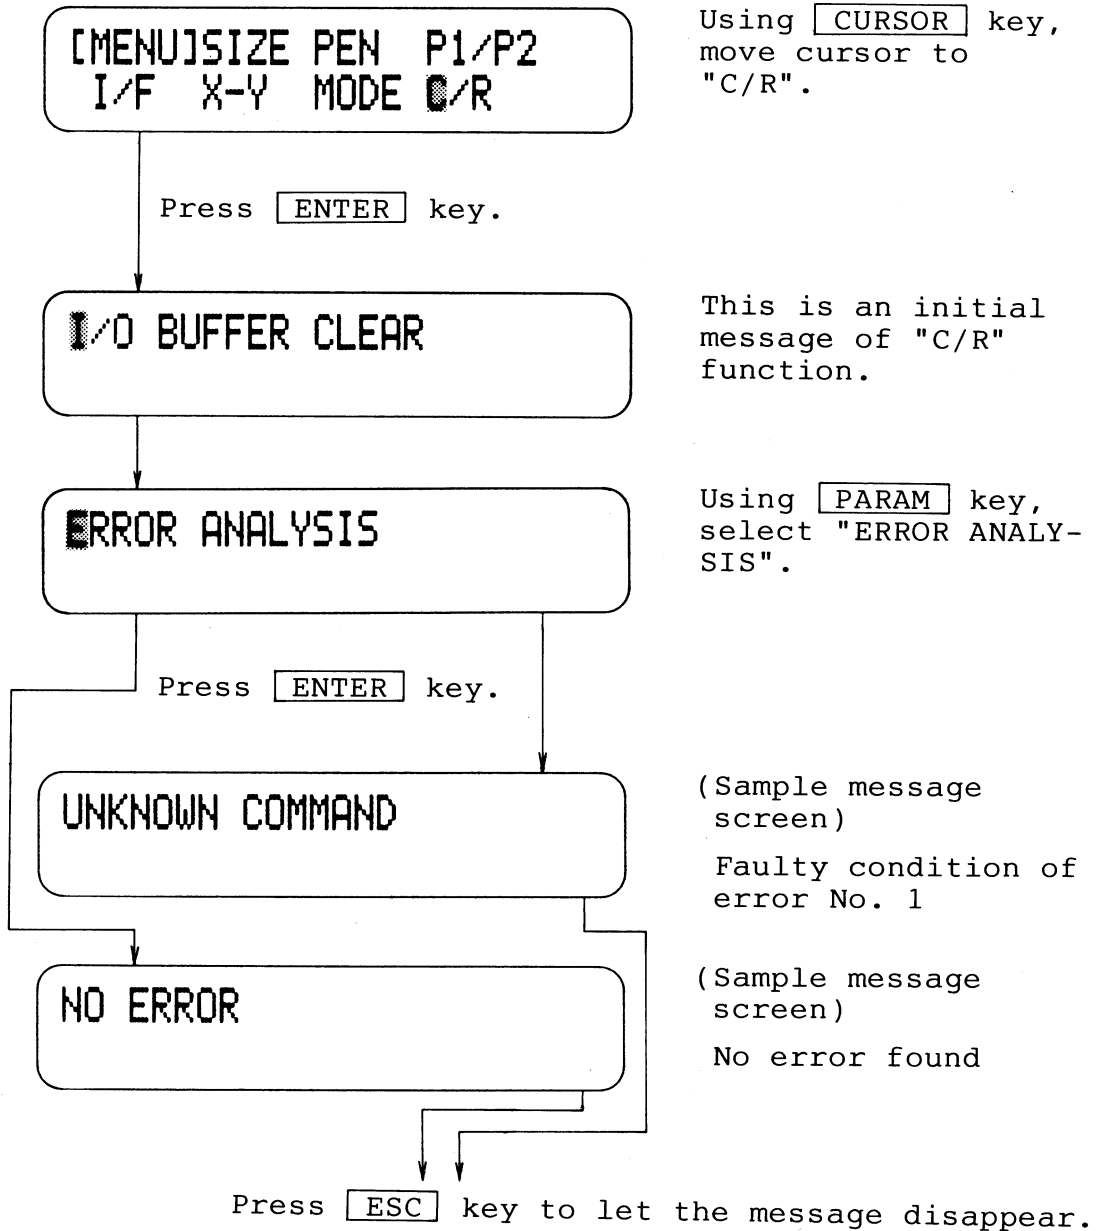 [MENU]SIZE PEN P1/P2
I/F X-Y MODE C/R
Using CURSOR key,
move cursor to
"C/R".
Press ENTER key.
I/O BUFFER CLEAR
This is an initial
message of "C/R"
function.
ERROR ANALYSIS
Using PARAM key,
select "ERROR ANALY-
SIS".
Press ENTER key.
UNKNOWN COMMAND
(Sample message
screen)
Faulty condition of
error No. 1
NO ERROR
(Sample message
screen)
No error found
Press ESC key to let the message disappear.